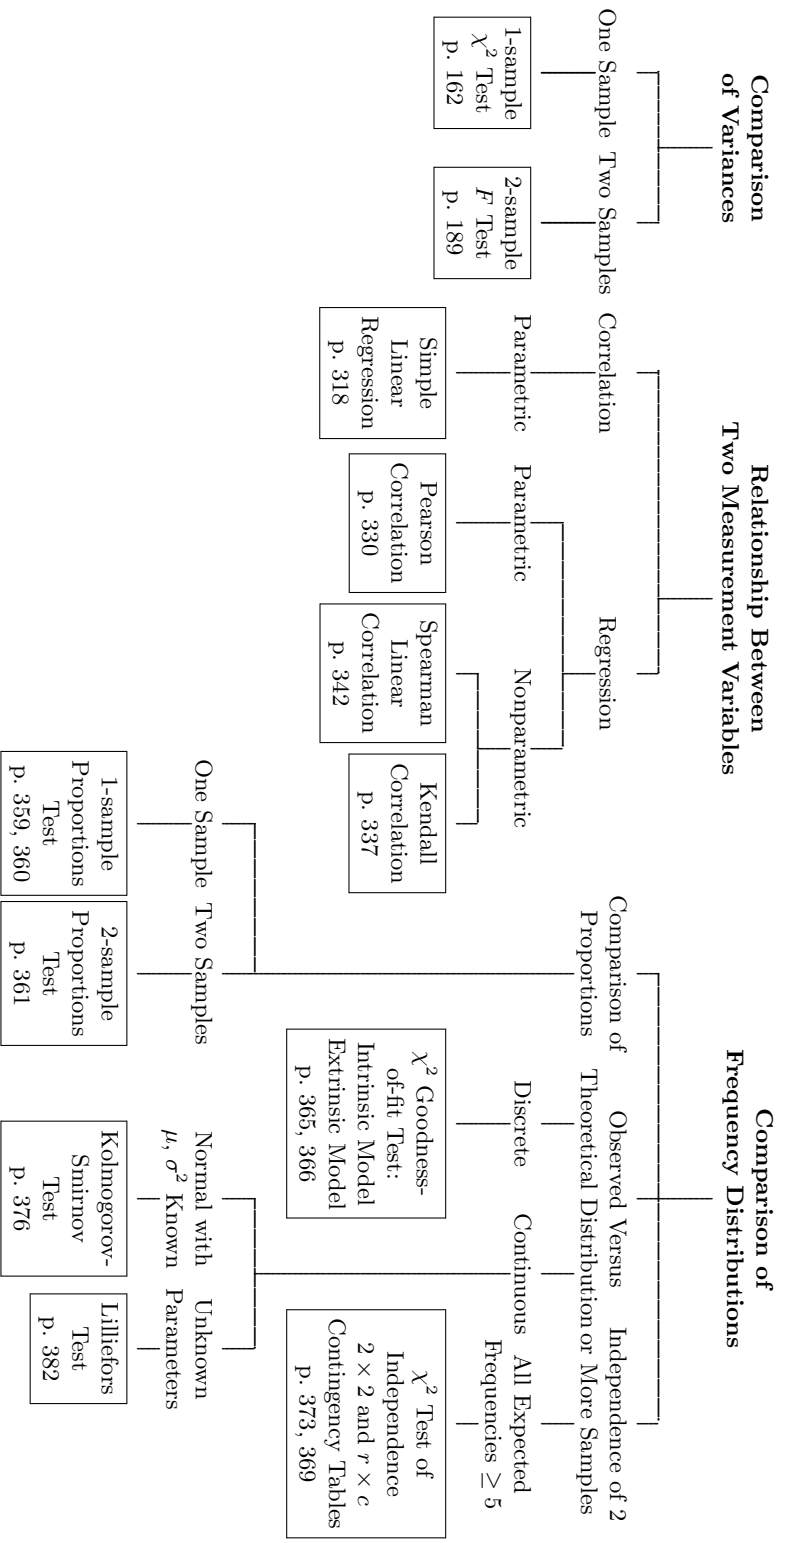 Comparison
of Variances
One Sample
1-sample
χ² Test
p. 162
Two Samples
2-sample
F Test
p. 189
Relationship Between
Two Measurement Variables
Correlation
Parametric
Simple
Linear
Regression
p. 318
Regression
Parametric
Pearson
Correlation
p. 330
Nonparametric
Spearman
Linear
Correlation
p. 342
Kendall
Correlation
p. 337
Comparison of
Frequency Distributions
Comparison of
Proportions
One Sample
1-sample
Proportions
Test
p. 359, 360
Two Samples
2-sample
Proportions
Test
p. 361
Observed Versus
Theoretical Distribution
Discrete
χ² Goodness-
of-fit Test:
Intrinsic Model
Extrinsic Model
p. 365, 366
Continuous
Normal with
μ, σ² Known
Kolmogorov-
Smirnov
Test
p. 376
Unknown
Parameters
Lilliefors
Test
p. 382
Independence of 2
or More Samples
All Expected
Frequencies ≥ 5
χ² Test of
Independence
2 × 2 and r × c
Contingency Tables
p. 373, 369